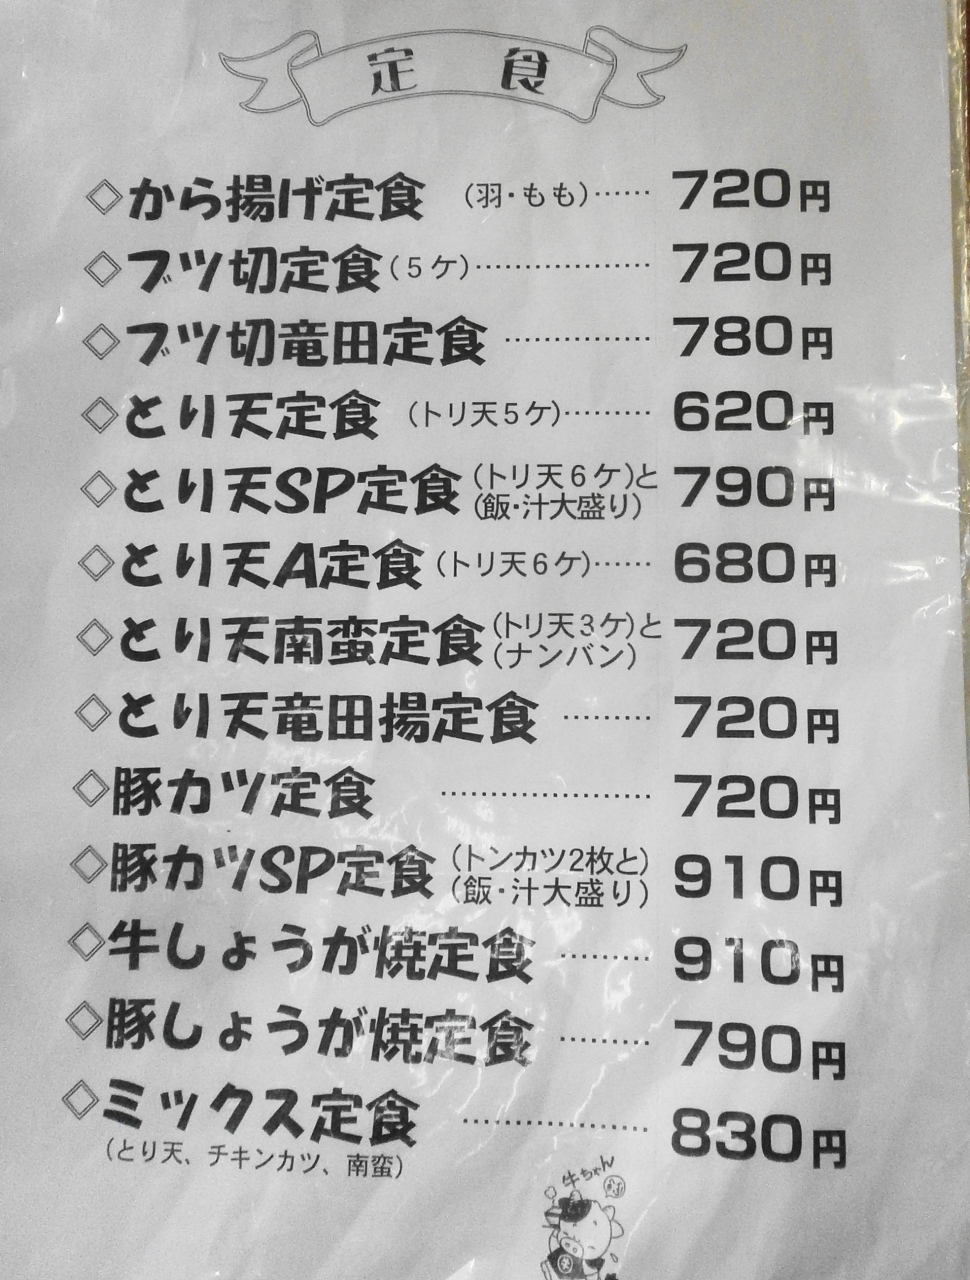 定 食
◇から揚げ定食 (羽・もも)…… 720円
◇ブツ切定食(5ケ)………………… 720円
◇ブツ切竜田定食 …………… 780円
◇とり天定食 (トリ天5ケ)……… 620円
◇とり天SP定食 (トリ天6ケ)と 790円
(飯・汁大盛り)
◇とり天A定食 (トリ天6ケ)…… 680円
◇とり天南蛮定食 (トリ天3ケ)と 720円
(ナンバン)
◇とり天竜田揚定食 ……… 720円
◇豚カツ定食 ………………… 720円
◇豚カツSP定食 (トンカツ2枚と) 910円
(飯・汁大盛り)
◇牛しょうが焼定食 ……… 910円
◇豚しょうが焼定食 ……… 790円
◇ミックス定食 ………………… 830円
(とり天、チキンカツ、南蛮)
牛ちゃん
牛